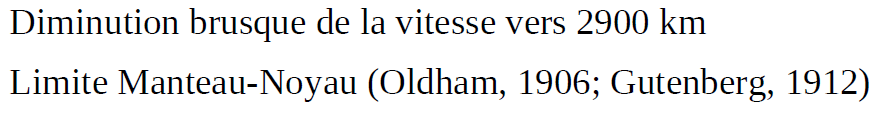 Diminution brusque de la vitesse vers 2900 km
Limite Manteau-Noyau (Oldham, 1906; Gutenberg, 1912)